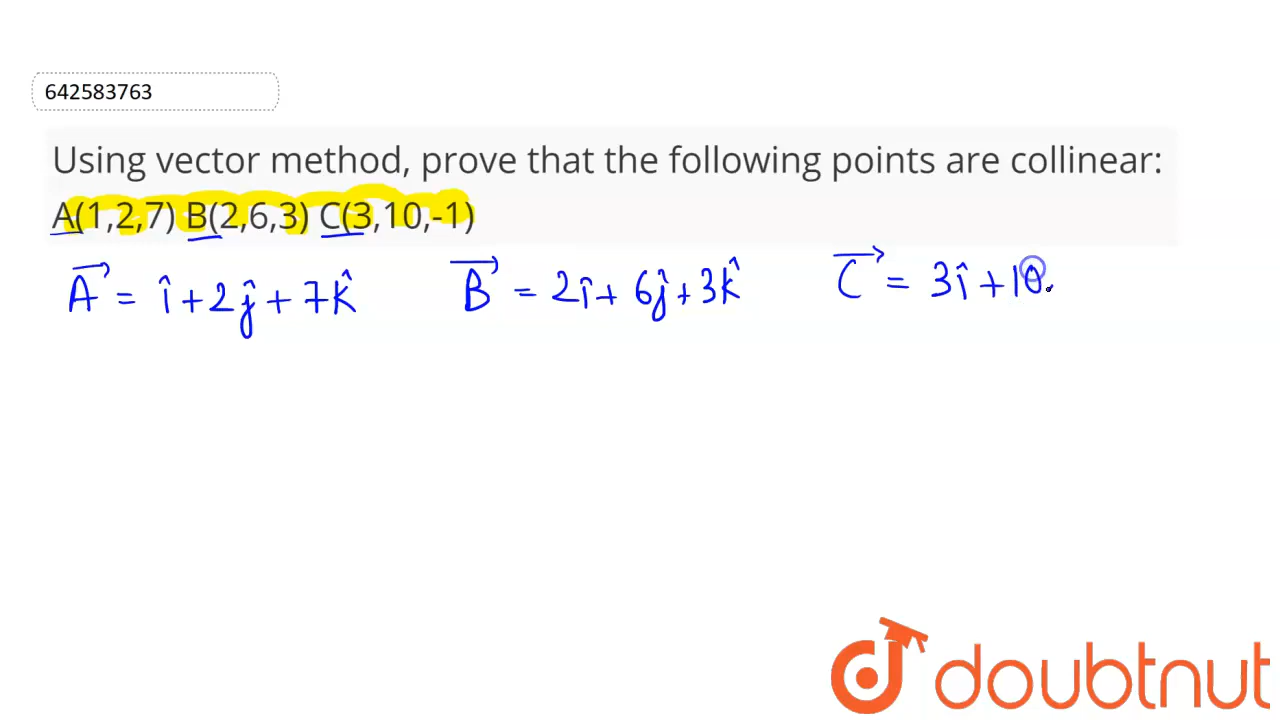 642583763
Using vector method, prove that the following points are collinear:
A(1,2,7) B(2,6,3) C(3,10,-1)
A⃗ = î + 2ĵ + 7k̂ B⃗ = 2î + 6ĵ + 3k̂ C⃗ = 3î + 10
doubtnut